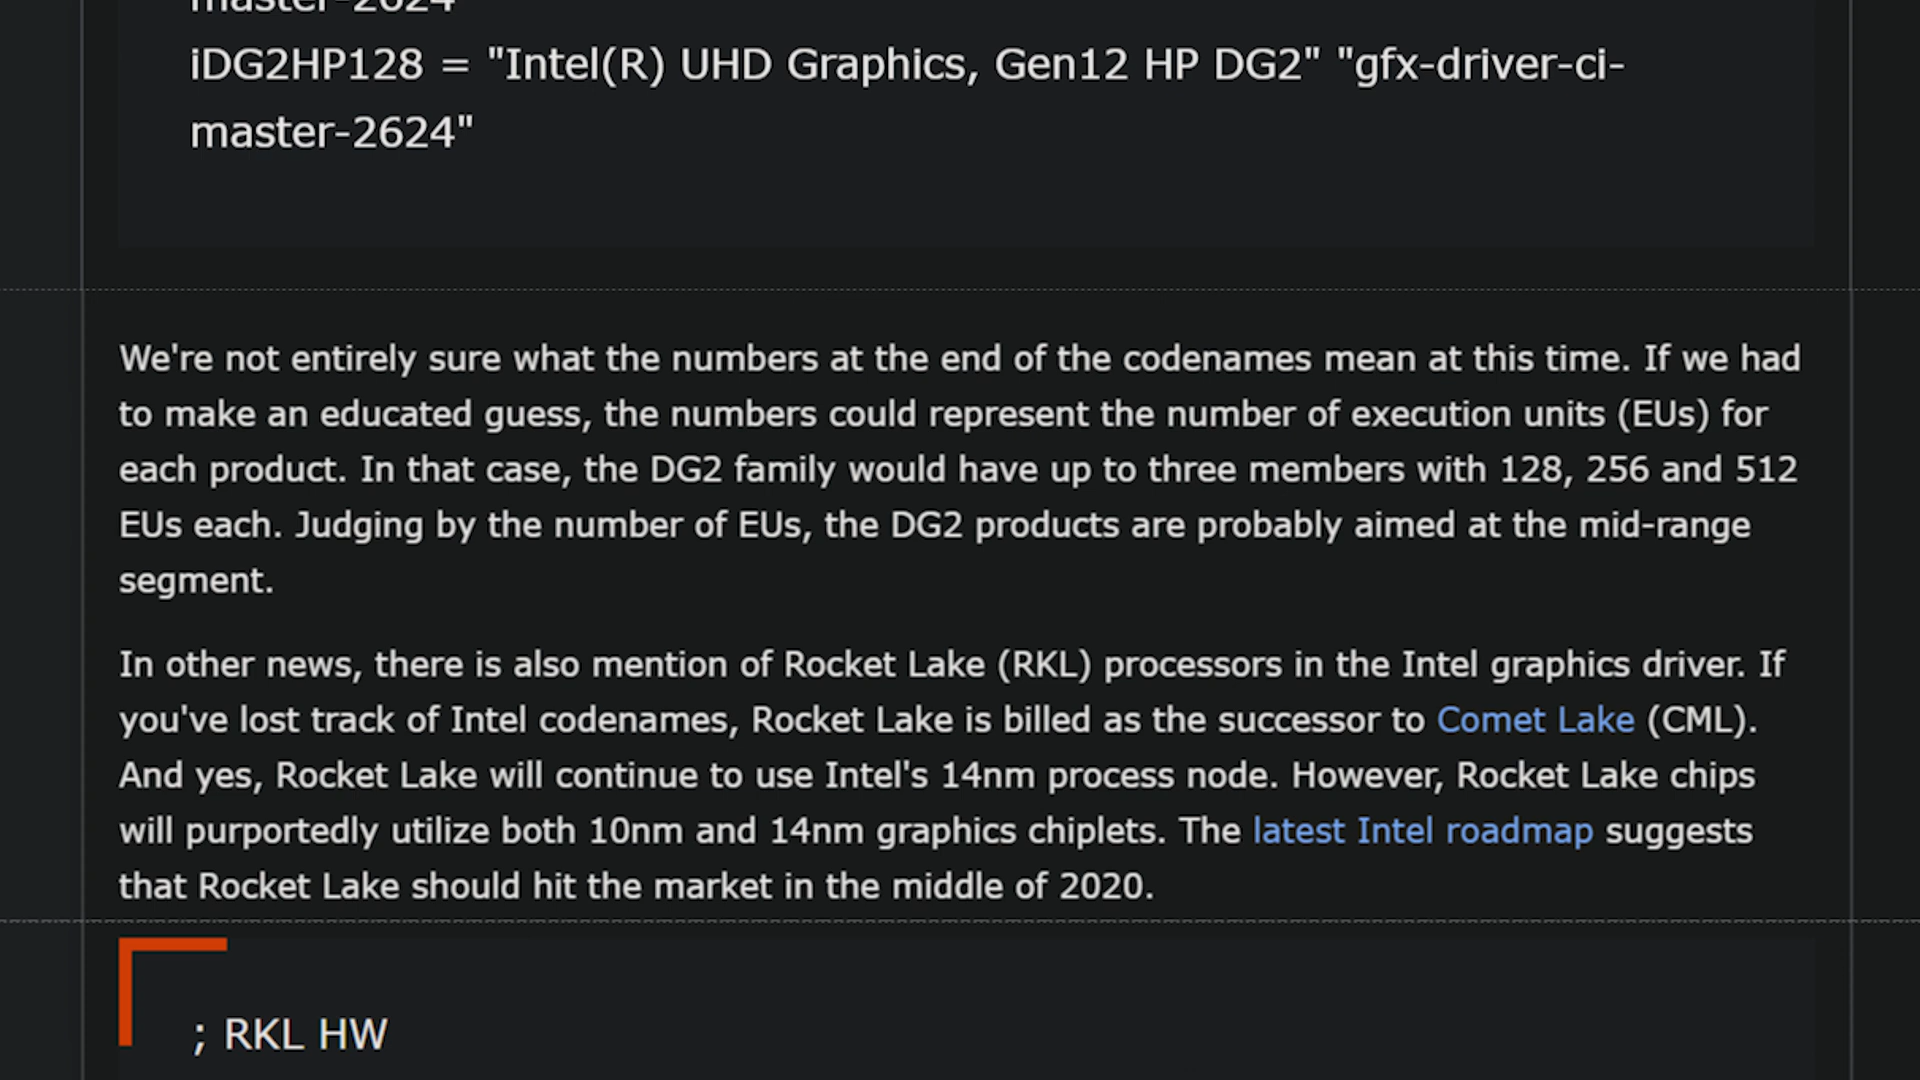 master-2624"
iDG2HP128 = "Intel(R) UHD Graphics, Gen12 HP DG2" "gfx-driver-ci-
master-2624"
We're not entirely sure what the numbers at the end of the codenames mean at this time. If we had
to make an educated guess, the numbers could represent the number of execution units (EUs) for
each product. In that case, the DG2 family would have up to three members with 128, 256 and 512
EUs each. Judging by the number of EUs, the DG2 products are probably aimed at the mid-range
segment.
In other news, there is also mention of Rocket Lake (RKL) processors in the Intel graphics driver. If
you've lost track of Intel codenames, Rocket Lake is billed as the successor to Comet Lake (CML).
And yes, Rocket Lake will continue to use Intel's 14nm process node. However, Rocket Lake chips
will purportedly utilize both 10nm and 14nm graphics chiplets. The latest Intel roadmap suggests
that Rocket Lake should hit the market in the middle of 2020.
; RKL HW